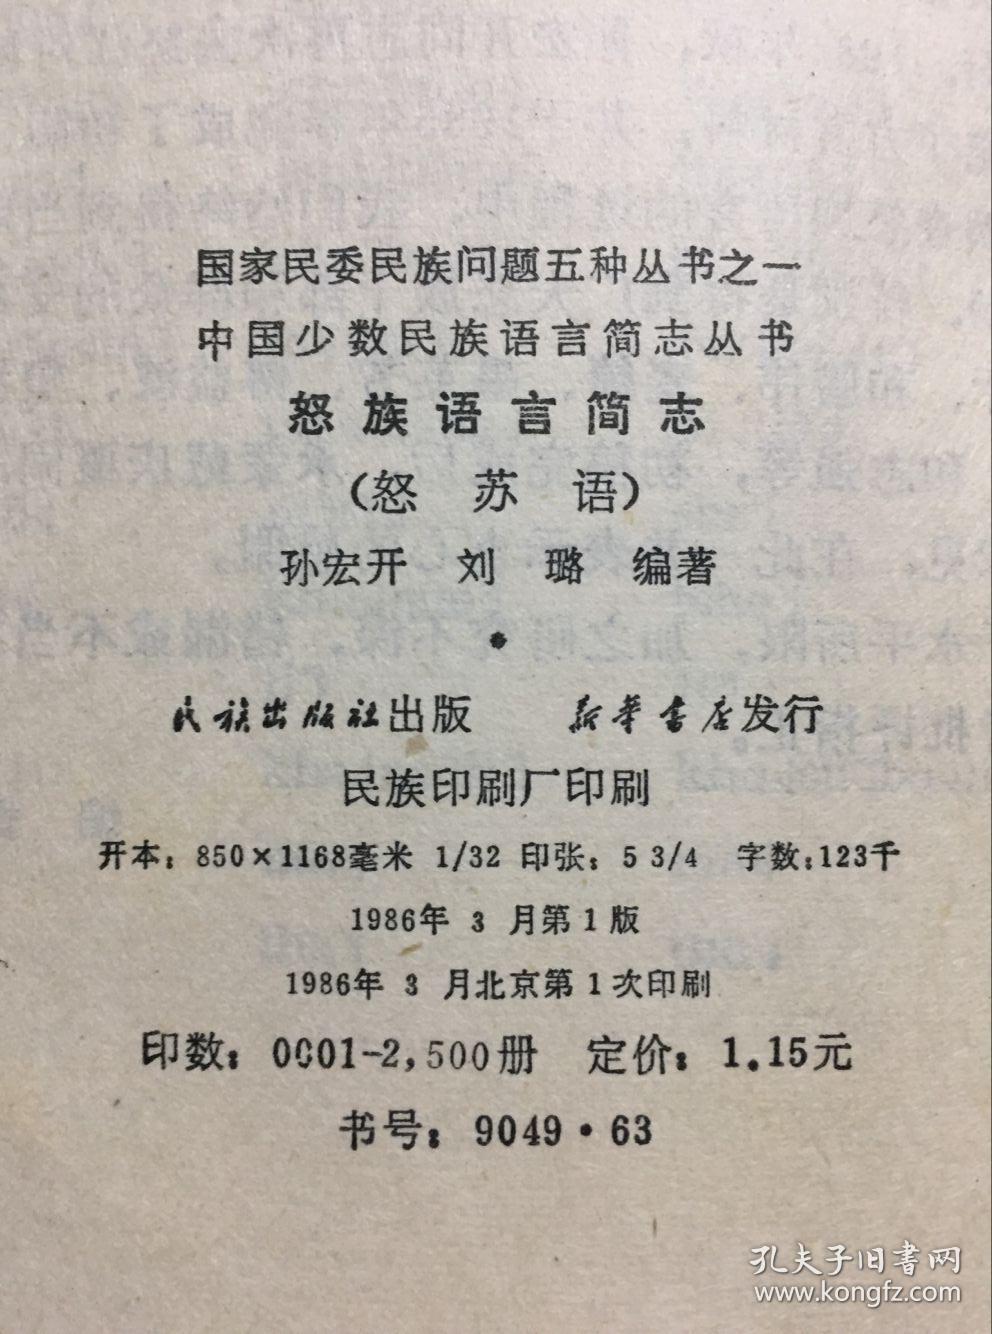 国家民委民族问题五种丛书之一
中国少数民族语言简志丛书
怒族语言简志
（怒苏语）
孙宏开 刘璐 编著
民族出版社出版 新华书店发行
民族印刷厂印刷
开本：850×1168毫米 1/32 印张：5 3/4 字数：123千
1986年 3 月第 1 版
1986年 3 月北京第 1 次印刷
印数：0001-2,500册 定价：1.15元
书号：9049·63
孔夫子旧书网
www.kongfz.com